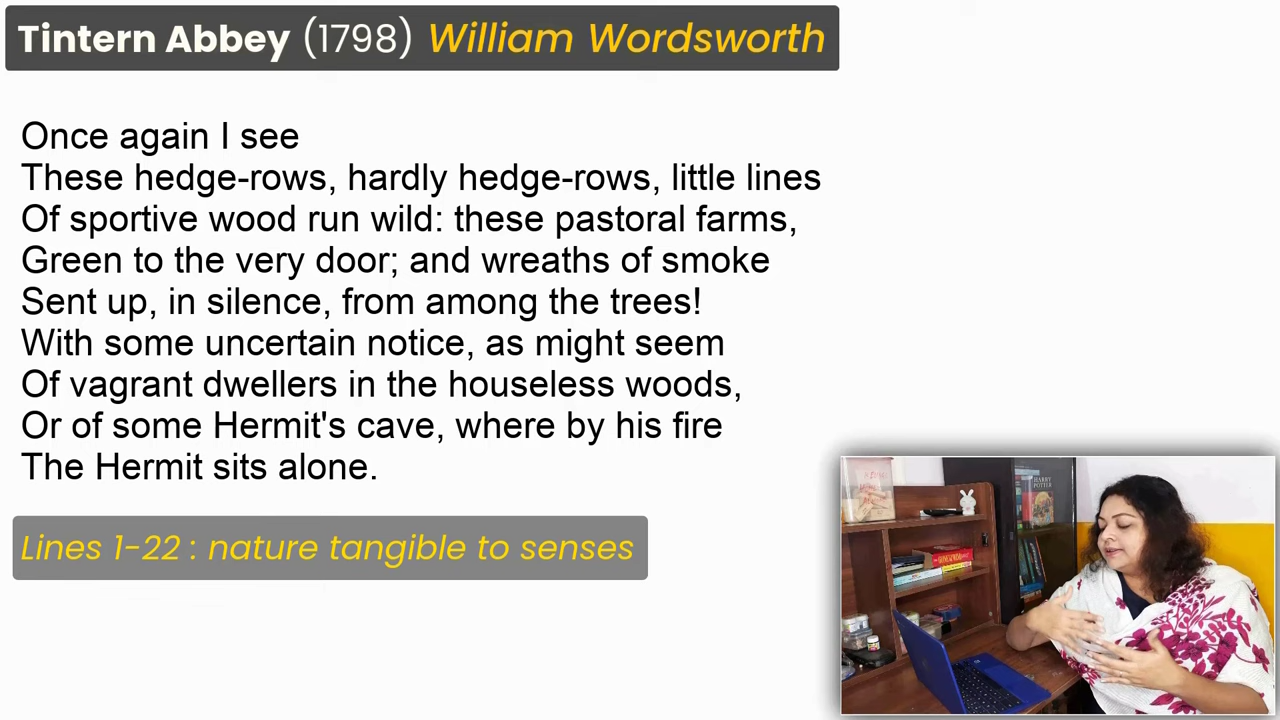 Tintern Abbey (1798) William Wordsworth
Once again I see
These hedge-rows, hardly hedge-rows, little lines
Of sportive wood run wild: these pastoral farms,
Green to the very door; and wreaths of smoke
Sent up, in silence, from among the trees!
With some uncertain notice, as might seem
Of vagrant dwellers in the houseless woods,
Or of some Hermit's cave, where by his fire
The Hermit sits alone.
Lines 1-22 : nature tangible to senses
HARRY
POTTER